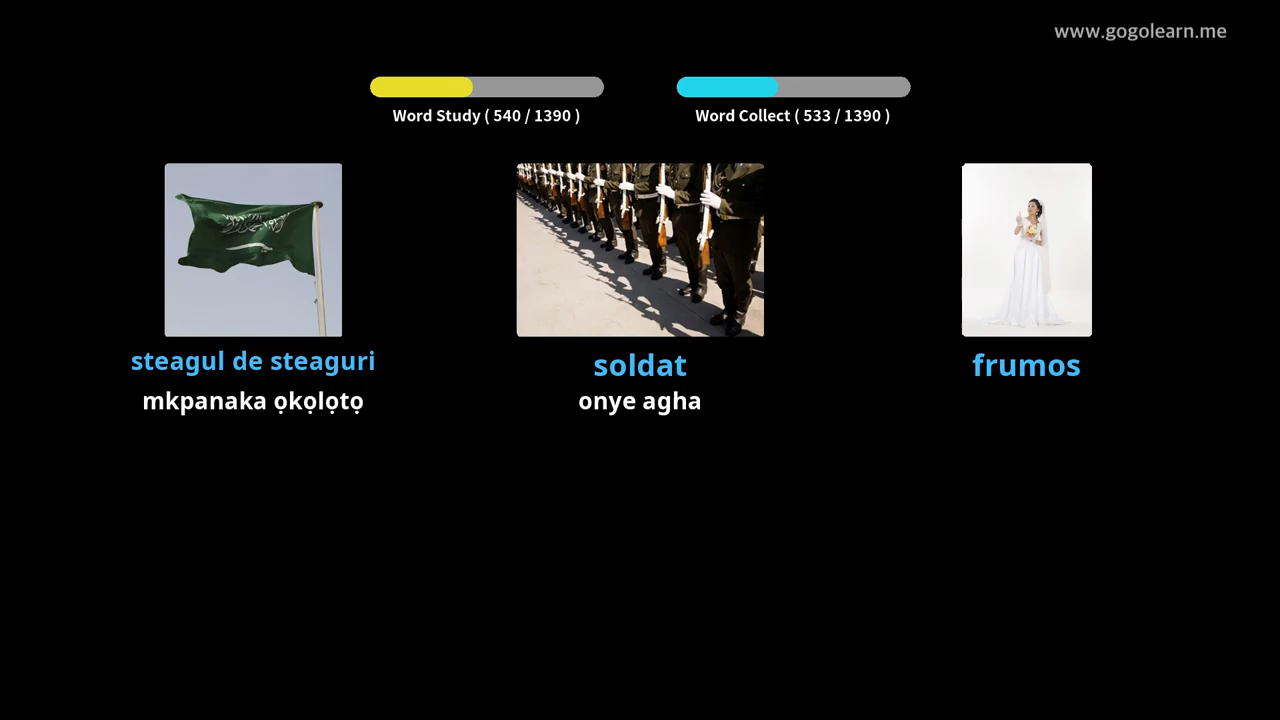 www.gogolearn.me
Word Study ( 540 / 1390 )
Word Collect ( 533 / 1390 )
steagul de steaguri
mkpanaka ọkọlọtọ
soldat
onye agha
frumos